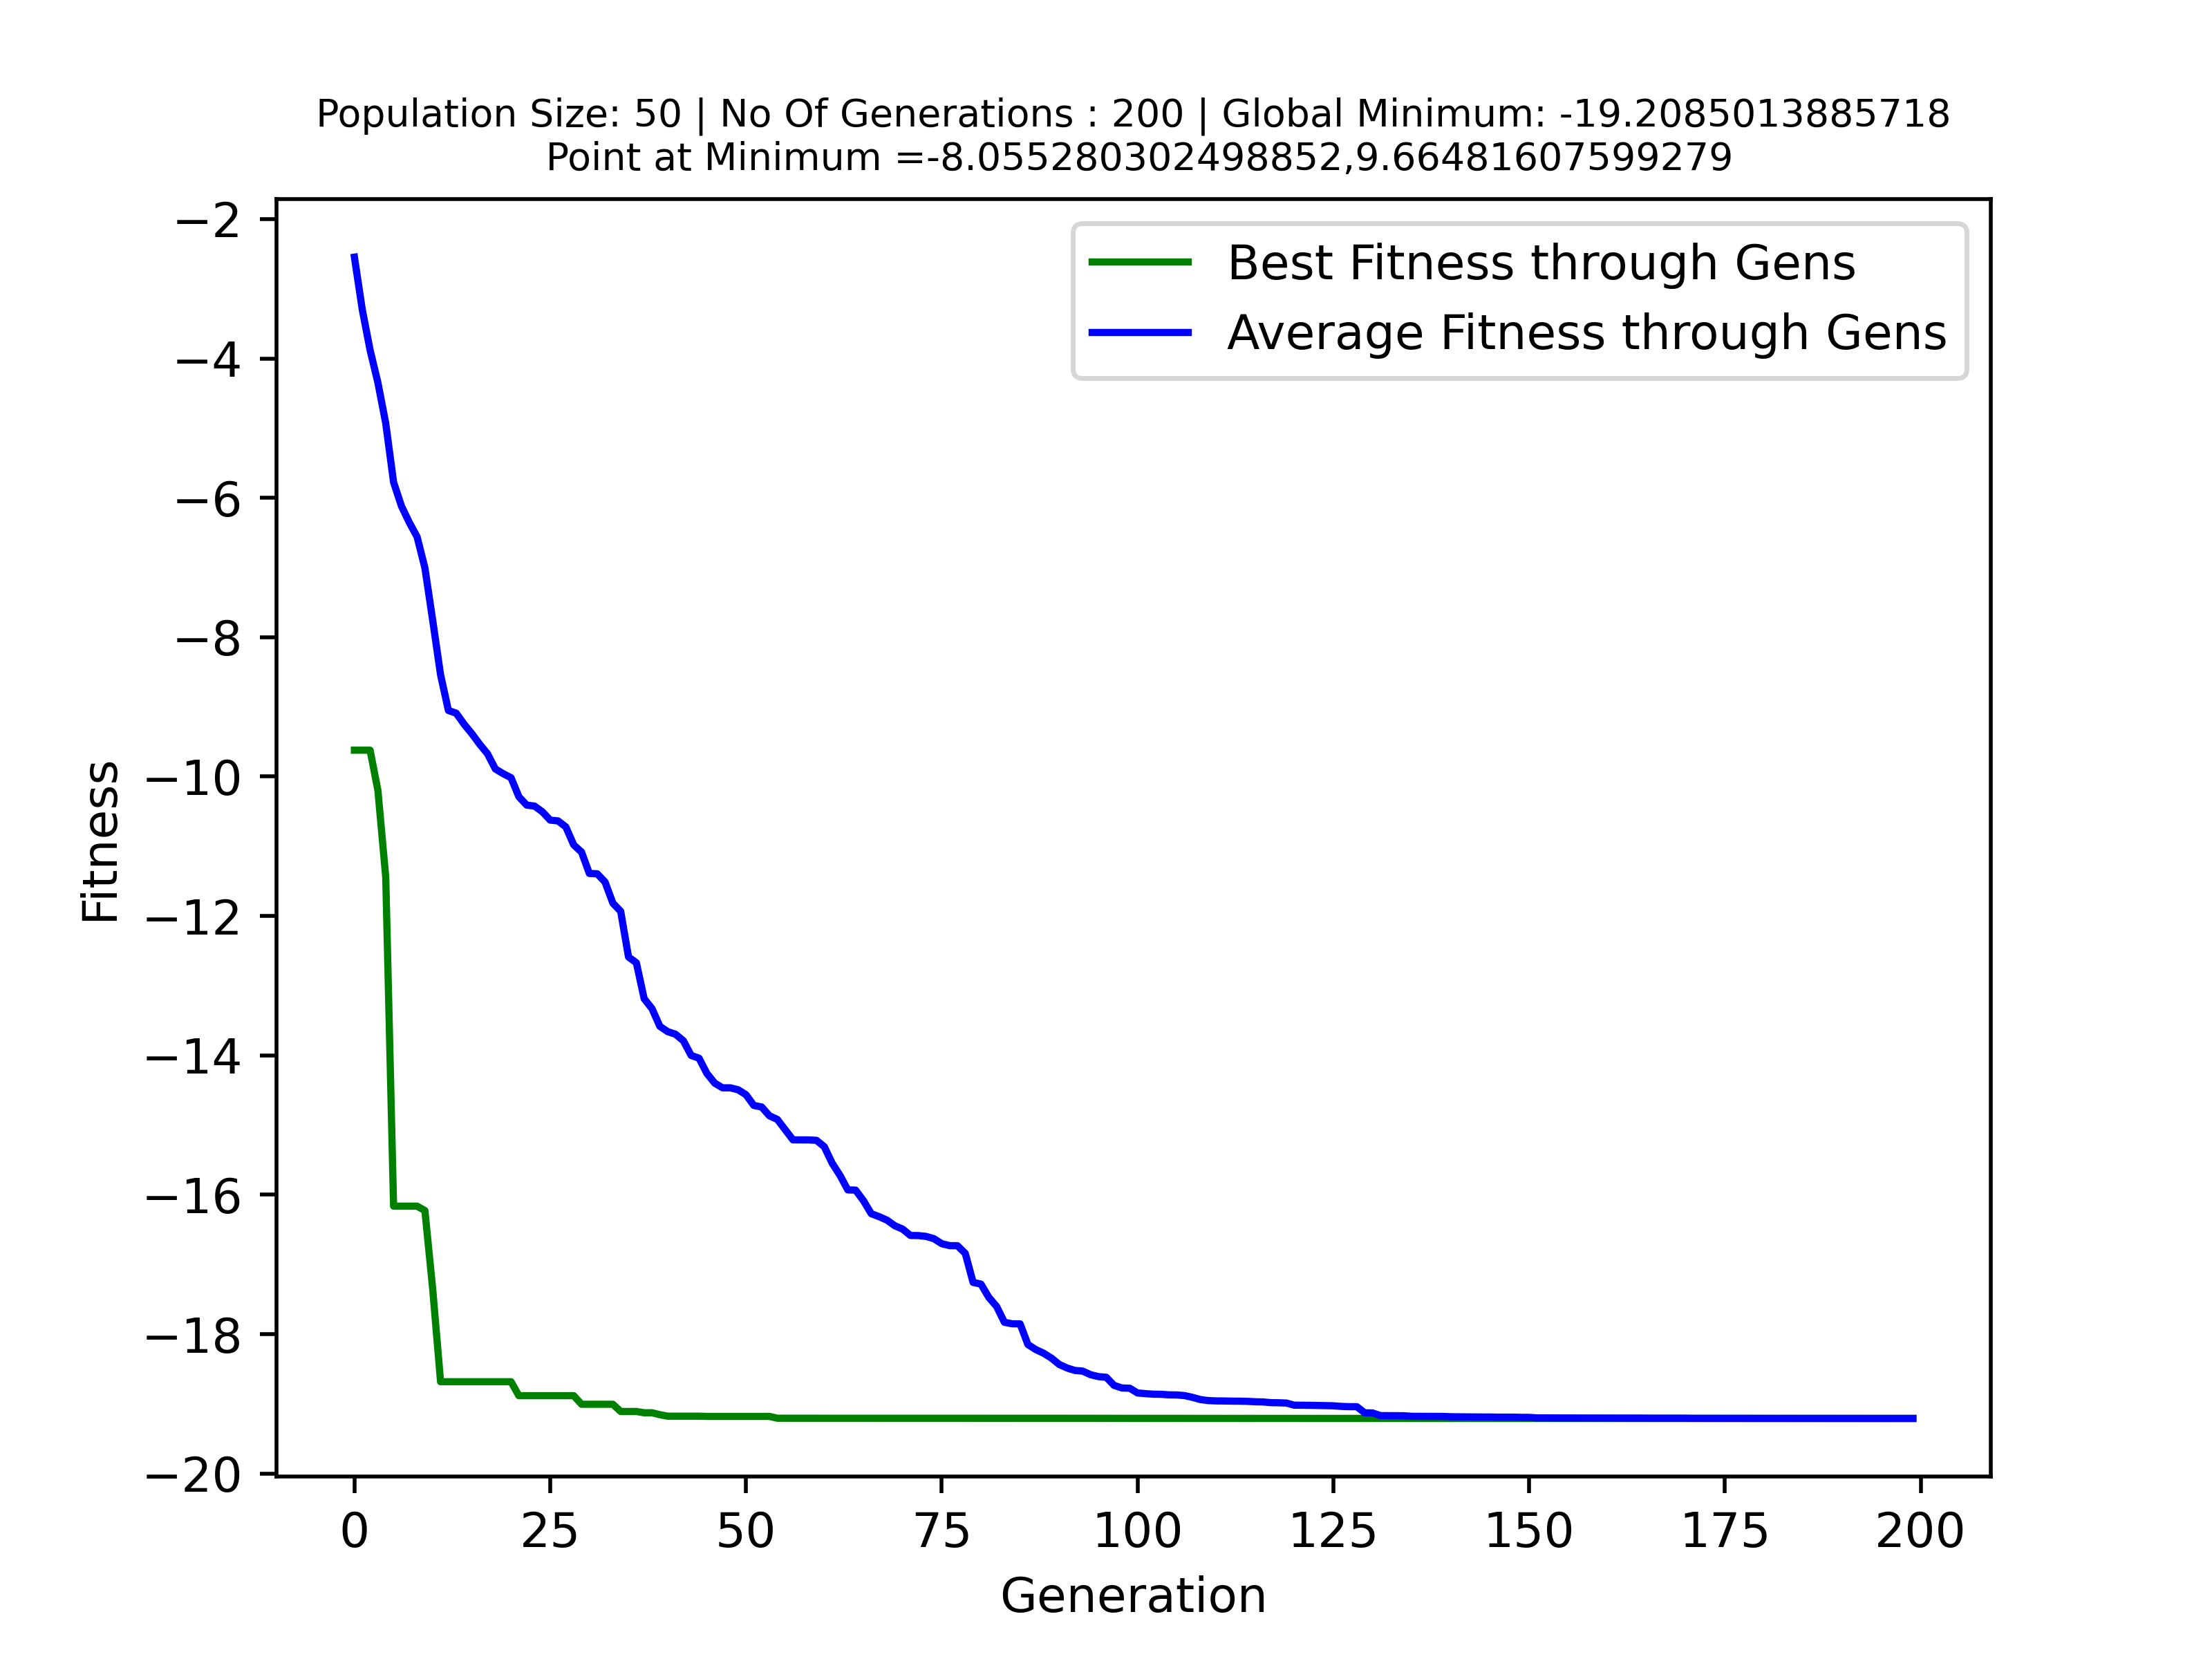 Population Size: 50 | No Of Generations : 200 | Global Minimum: -19.2085013885718
Point at Minimum =-8.055280302498852,9.66481607599279
Best Fitness through Gens
Average Fitness through Gens
−2
−4
−6
−8
−10
−12
−14
−16
−18
−20
Fitness
0 25 50 75 100 125 150 175 200
Generation